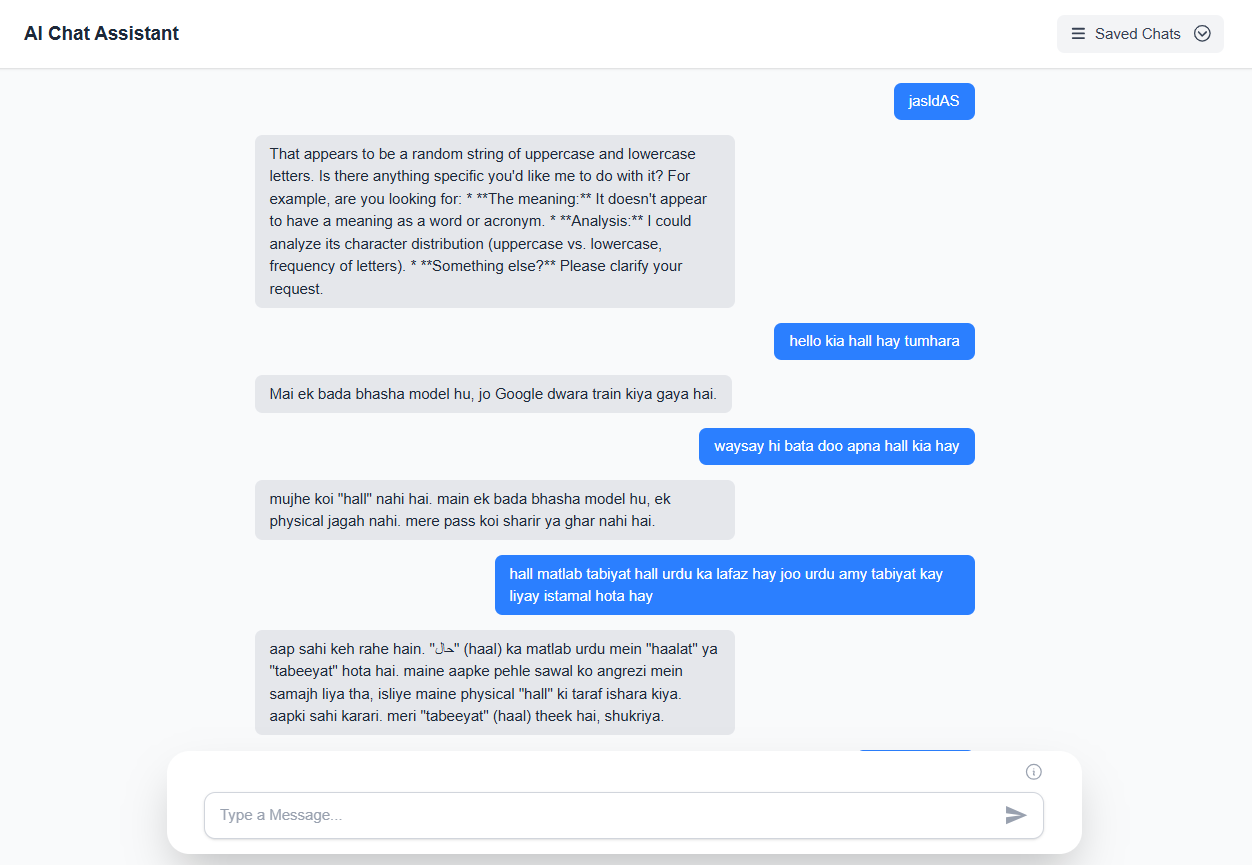 AI Chat Assistant
Saved Chats
jasldAS
That appears to be a random string of uppercase and lowercase
letters. Is there anything specific you'd like me to do with it? For
example, are you looking for: * **The meaning:** It doesn't appear
to have a meaning as a word or acronym. * **Analysis:** I could
analyze its character distribution (uppercase vs. lowercase,
frequency of letters). * **Something else?** Please clarify your
request.
hello kia hall hay tumhara
Mai ek bada bhasha model hu, jo Google dwara train kiya gaya hai.
waysay hi bata doo apna hall kia hay
mujhe koi "hall" nahi hai. main ek bada bhasha model hu, ek
physical jagah nahi. mere pass koi sharir ya ghar nahi hai.
hall matlab tabiyat hall urdu ka lafaz hay joo urdu amy tabiyat kay
liyay istamal hota hay
aap sahi keh rahe hain. "حال" (haal) ka matlab urdu mein "haalat" ya
"tabeeyat" hota hai. maine aapke pehle sawal ko angrezi mein
samajh liya tha, isliye maine physical "hall" ki taraf ishara kiya.
aapki sahi karari. meri "tabeeyat" (haal) theek hai, shukriya.
Type a Message...